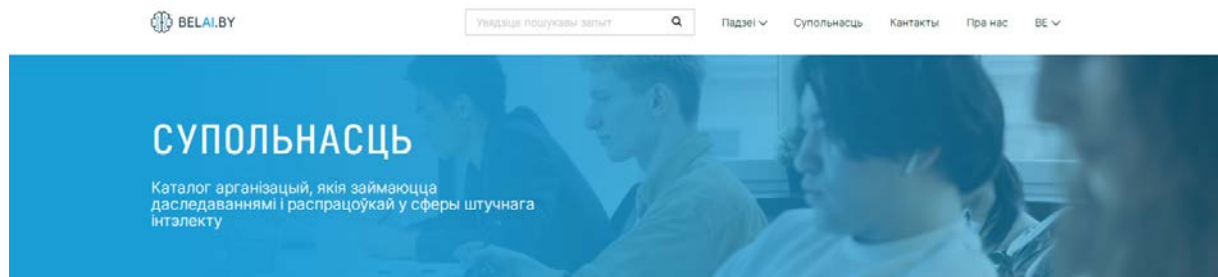 BELAI.BY
Увядзіце пошукавы запыт
Падзеі
Супольнасць
Кантакты
Пра нас
BE
СУПОЛЬНАСЦЬ
Каталог арганізацый, якія займаюцца
даследаваннямі і распрацоўкай у сферы штучнага
інтэлекту